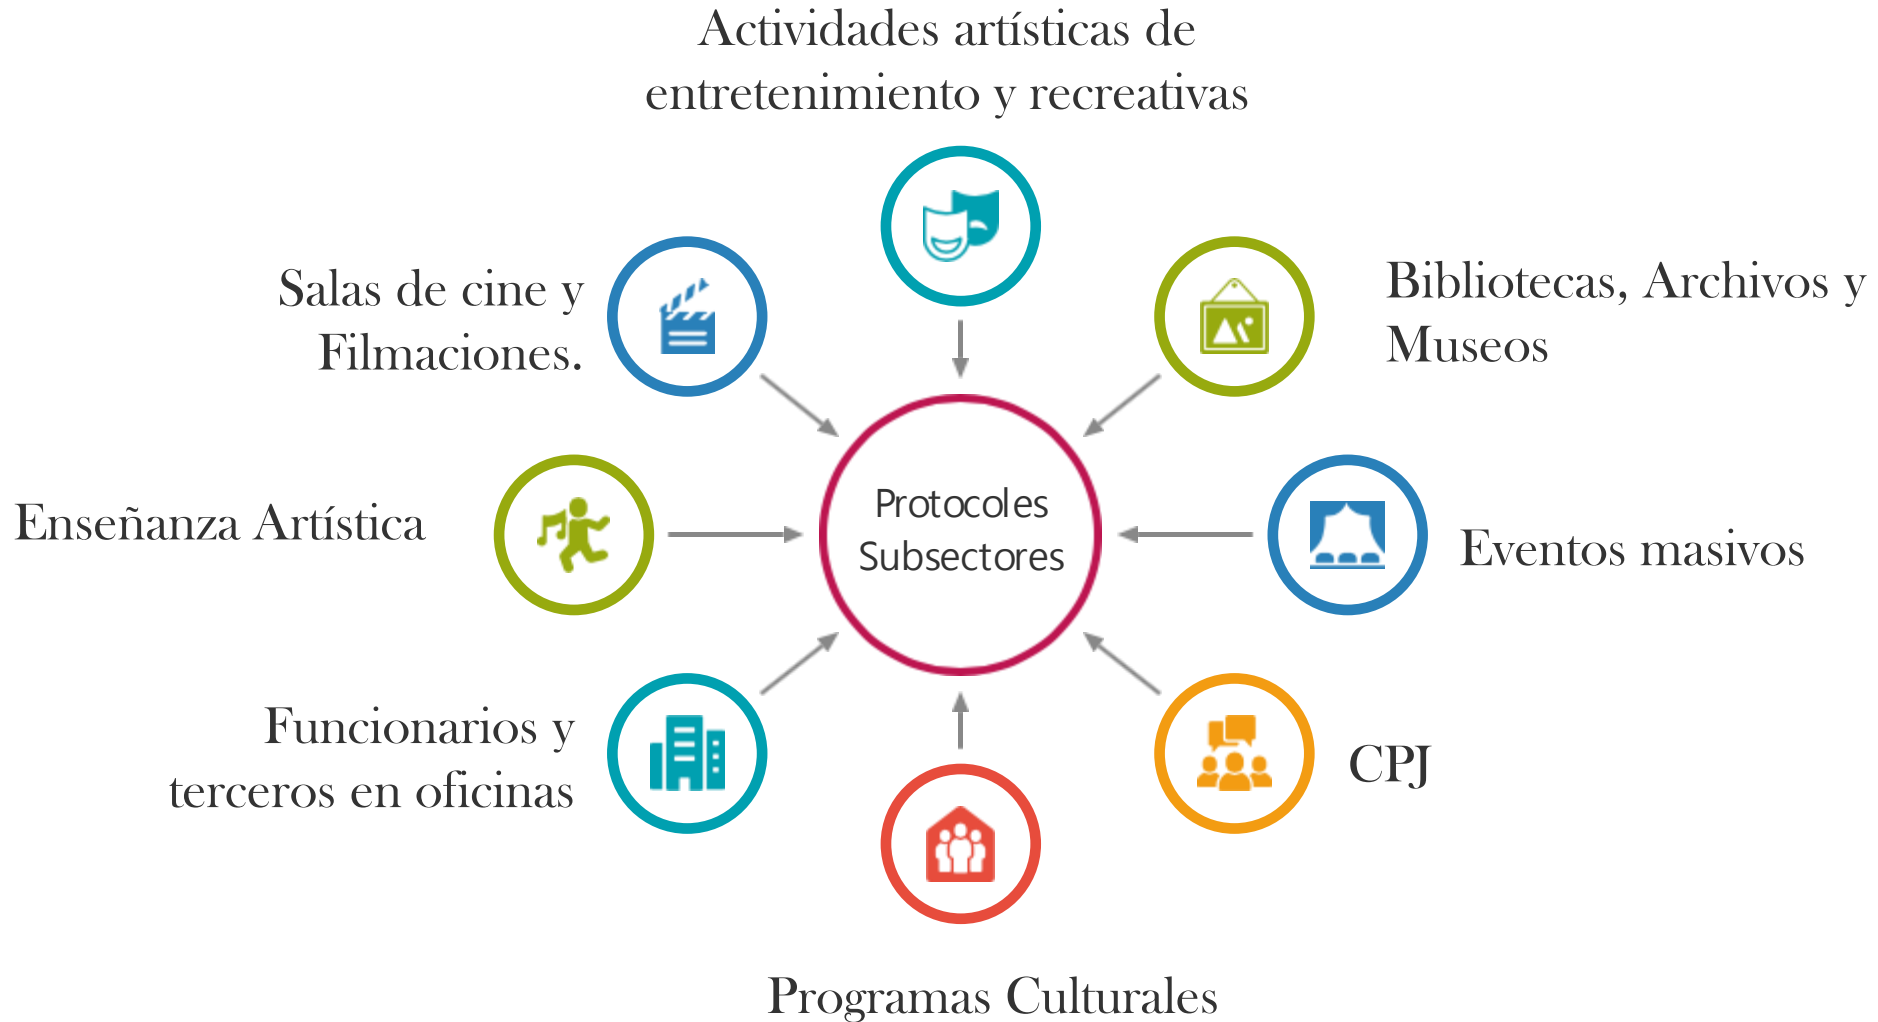 Actividades artísticas de
entretenimiento y recreativas
Salas de cine y
Filmaciones.
Bibliotecas, Archivos y
Museos
Enseñanza Artística
Protocoles
Subsectores
Eventos masivos
Funcionarios y
terceros en oficinas
CPJ
Programas Culturales